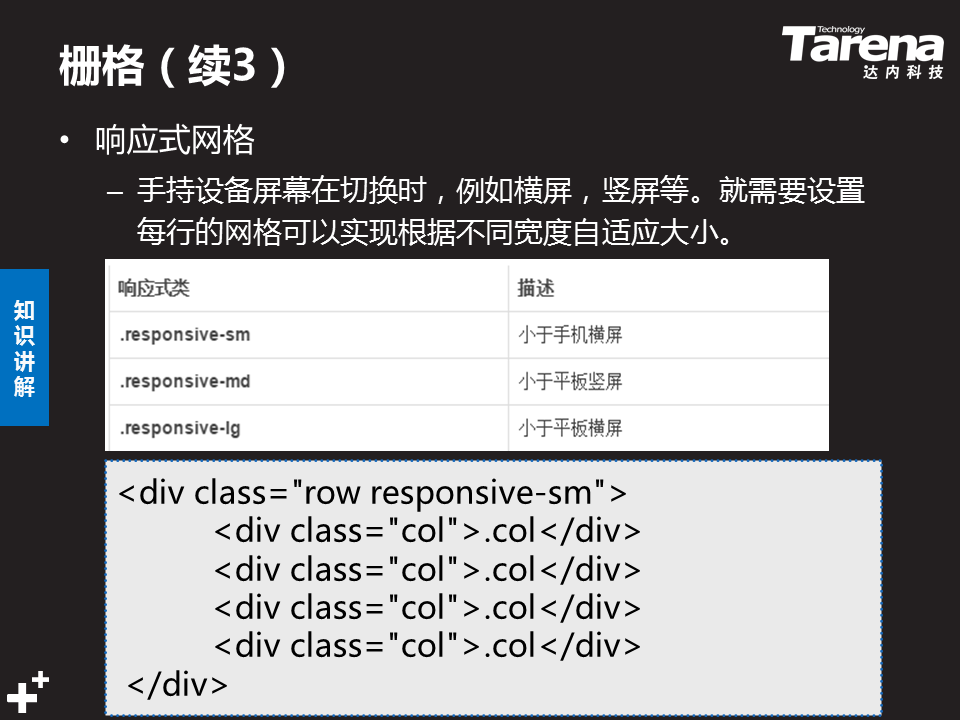 栅格（续3）
Technology
Tarena
达内科技
• 响应式网格
– 手持设备屏幕在切换时，例如横屏，竖屏等。就需要设置
每行的网格可以实现根据不同宽度自适应大小。
知识讲解
响应式类 描述
.responsive-sm 小于手机横屏
.responsive-md 小于平板竖屏
.responsive-lg 小于平板横屏
<div class="row responsive-sm">
<div class="col">.col</div>
<div class="col">.col</div>
<div class="col">.col</div>
<div class="col">.col</div>
</div>